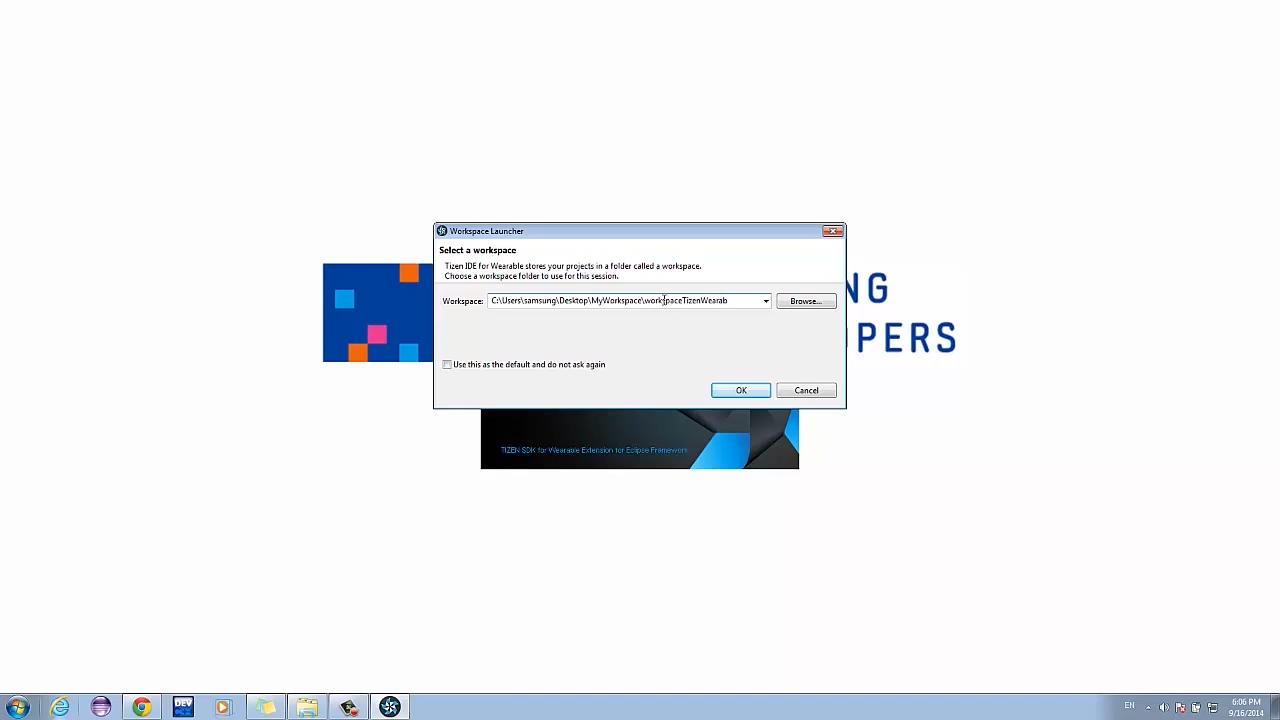 Workspace Launcher
Select a workspace
Tizen IDE for Wearable stores your projects in a folder called a workspace.
Choose a workspace folder to use for this session.
Workspace: C:\Users\samsung\Desktop\MyWorkspace\workspaceTizenWearab Browse...
NG
PERS
Use this as the default and do not ask again
OK Cancel
TIZEN SDK for Wearable Extension for Eclipse Framework
DEV
EN
6:06 PM
9/16/2014